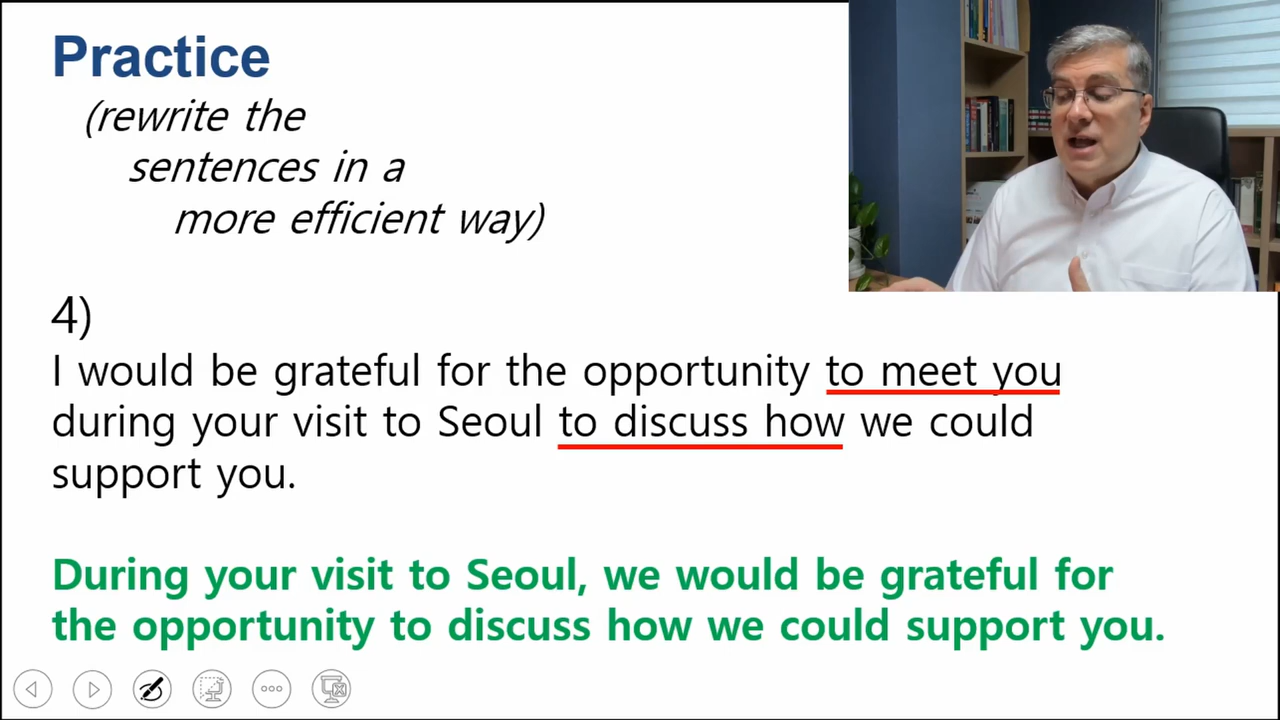 Practice
(rewrite the
sentences in a
more efficient way)
4)
I would be grateful for the opportunity to meet you
during your visit to Seoul to discuss how we could
support you.
During your visit to Seoul, we would be grateful for
the opportunity to discuss how we could support you.